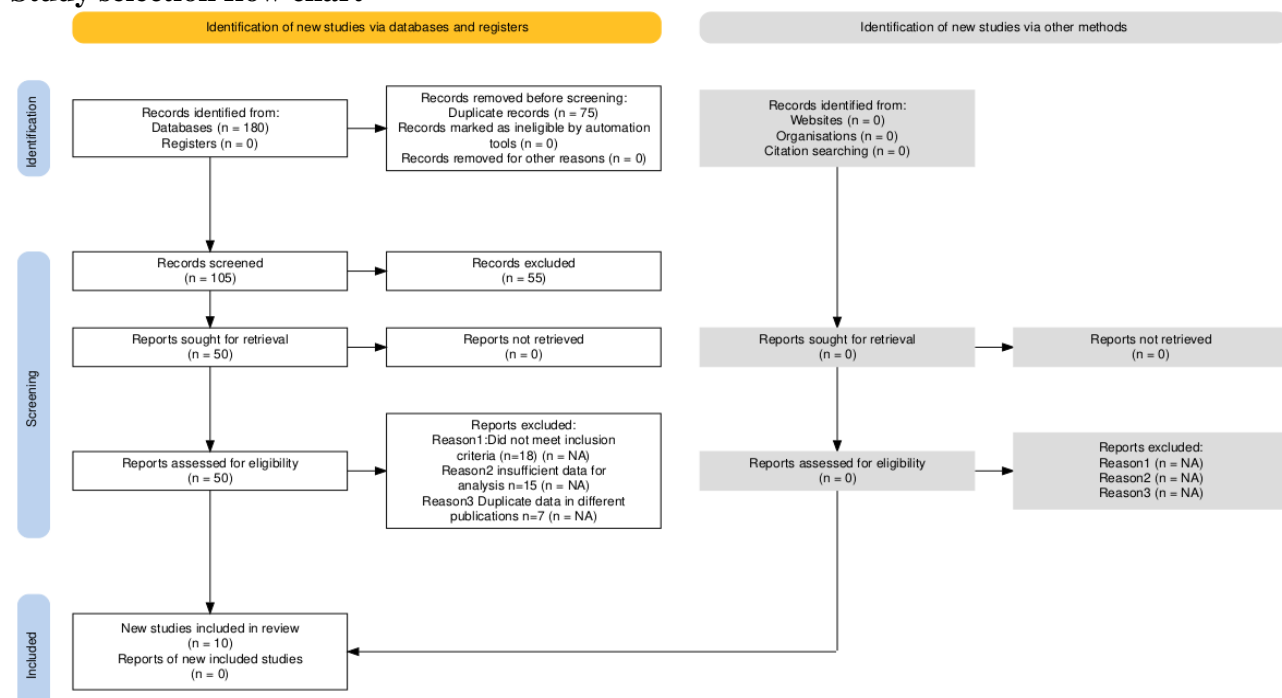 Study selection flow chart
Identification of new studies via databases and registers
Identification of new studies via other methods
Identification
Records identified from:
Databases (n = 180)
Registers (n = 0)
Records removed before screening:
Duplicate records (n = 75)
Records marked as ineligible by automation
tools (n = 0)
Records removed for other reasons (n = 0)
Records identified from:
Websites (n = 0)
Organisations (n = 0)
Citation searching (n = 0)
Screening
Records screened
(n = 105)
Records excluded
(n = 55)
Reports sought for retrieval
(n = 50)
Reports not retrieved
(n = 0)
Reports sought for retrieval
(n = 0)
Reports not retrieved
(n = 0)
Reports assessed for eligibility
(n = 50)
Reports excluded:
Reason1:Did not meet inclusion
criteria (n=18) (n = NA)
Reason2 insufficient data for
analysis n=15 (n = NA)
Reason3 Duplicate data in different
publications n=7 (n = NA)
Reports assessed for eligibility
(n = 0)
Reports excluded:
Reason1 (n = NA)
Reason2 (n = NA)
Reason3 (n = NA)
Included
New studies included in review
(n = 10)
Reports of new included studies
(n = 0)